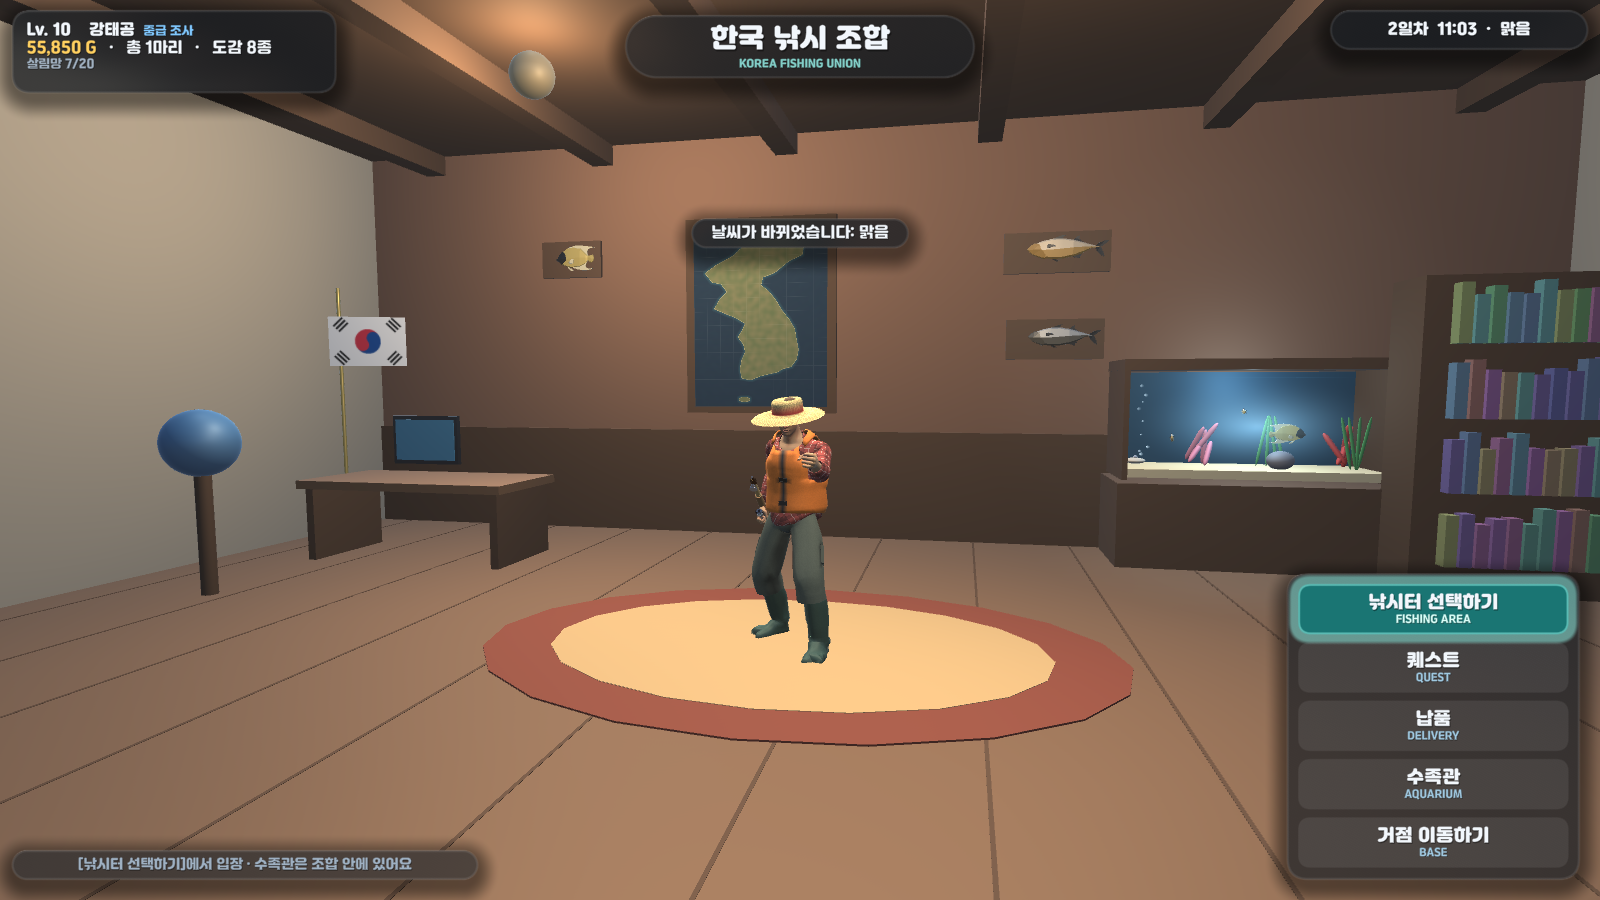 Lv. 10 강태공 중급 조사
55,850 G · 총 1마리 · 도감 8종
살림망 7/20
한국 낚시 조합
KOREA FISHING UNION
2일차 11:03 · 맑음
날씨가 바뀌었습니다: 맑음
낚시터 선택하기
FISHING AREA
퀘스트
QUEST
납품
DELIVERY
수족관
AQUARIUM
거점 이동하기
BASE
[낚시터 선택하기]에서 입장 · 수족관은 조합 안에 있어요